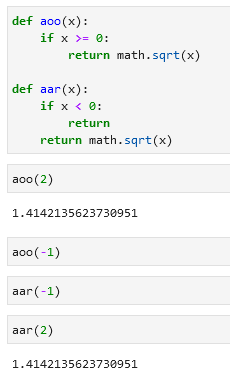 def aoo(x):
    if x >= 0:
        return math.sqrt(x)

def aar(x):
    if x < 0:
        return
    return math.sqrt(x)
aoo(2)
1.4142135623730951
aoo(-1)
aar(-1)
aar(2)
1.4142135623730951